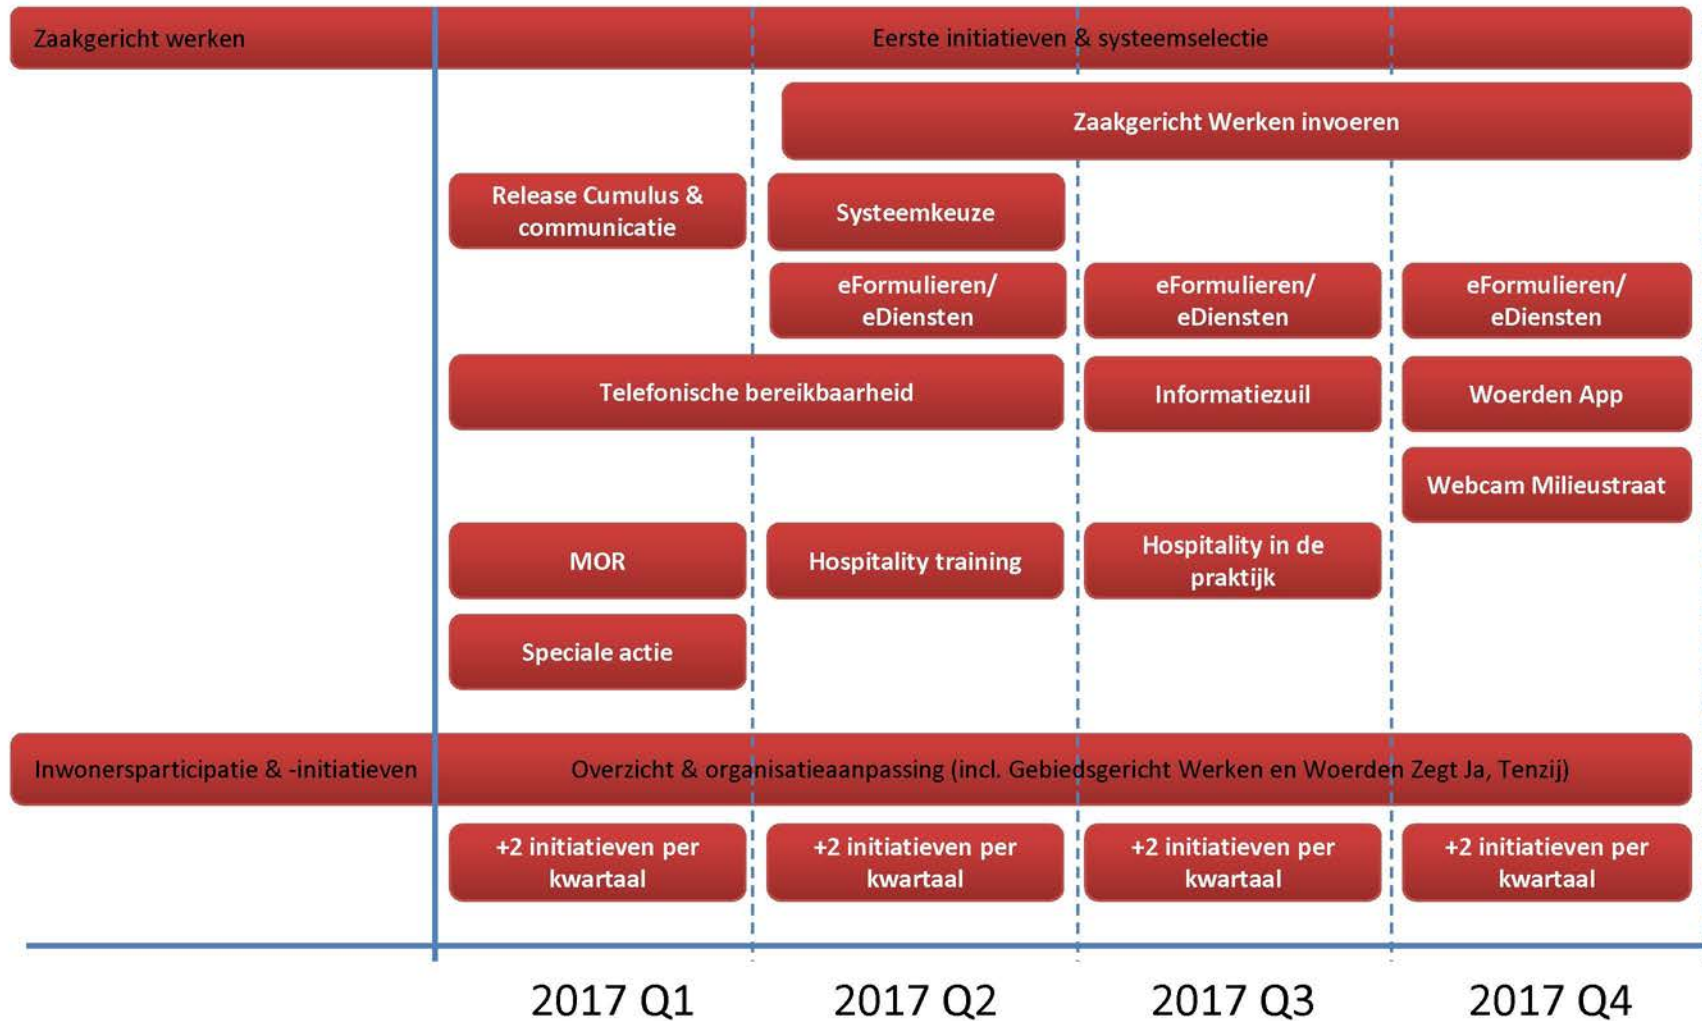 Zaakgericht werken
Eerste initiatieven & systeemselectie
Zaakgericht Werken invoeren
Release Cumulus &
communicatie
Systeemkeuze
eFormulieren/
eDiensten
eFormulieren/
eDiensten
eFormulieren/
eDiensten
Telefonische bereikbaarheid
Informatiezuil
Woerden App
Webcam Milieustraat
MOR
Hospitality training
Hospitality in de
praktijk
Speciale actie
Inwonersparticipatie & -initiatieven
Overzicht & organisatieaanpassing (incl. Gebiedsgericht Werken en Woerden Zegt Ja, Tenzij)
+2 initiatieven per
kwartaal
+2 initiatieven per
kwartaal
+2 initiatieven per
kwartaal
+2 initiatieven per
kwartaal
2017 Q1
2017 Q2
2017 Q3
2017 Q4